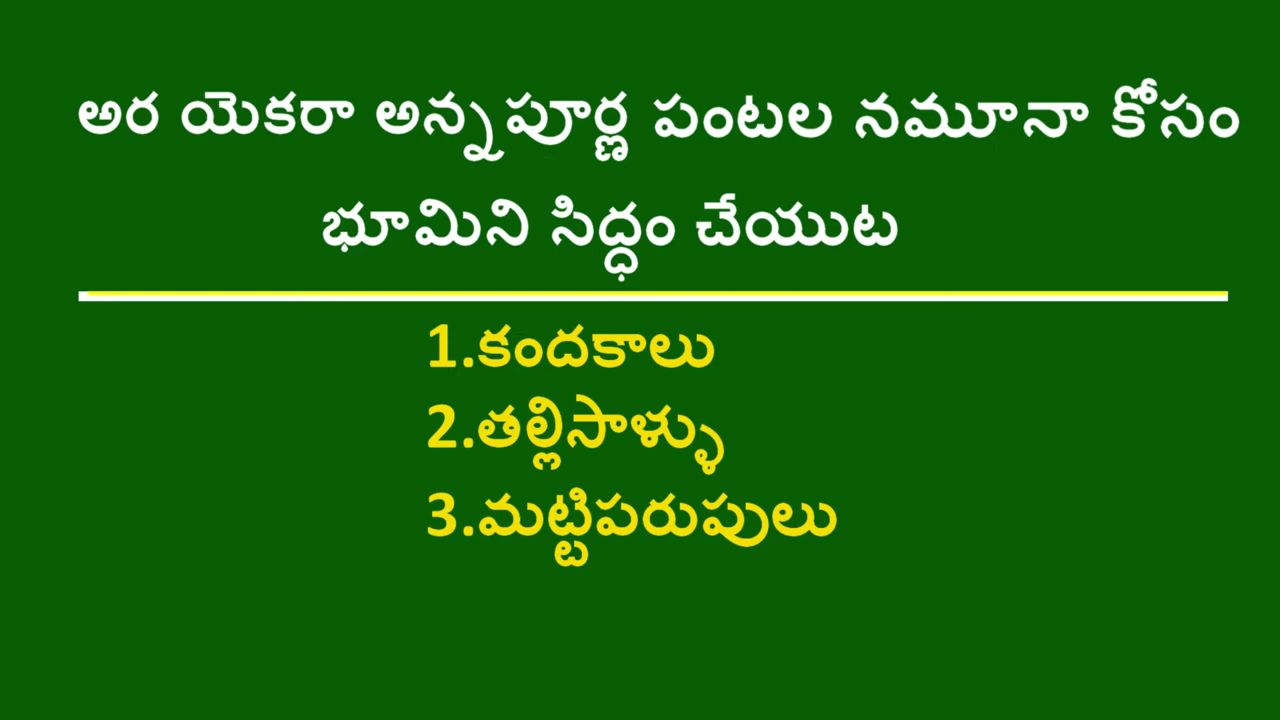 అర యెకరా అన్నపూర్ణ పంటల నమూనా కోసం
భూమిని సిద్ధం చేయుట
1.కందకాలు
2.తల్లిసాళ్ళు
3.మట్టిపరుపులు